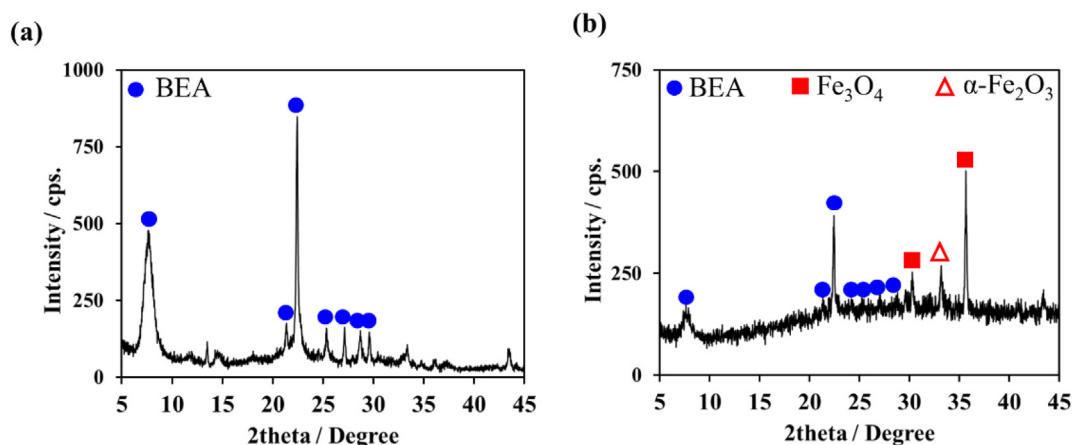 (a)
1000
BEA
750
500
250
0
5 10 15 20 25 30 35 40 45
2theta / Degree
Intensity / cps.
(b)
750
BEA Fe₃O₄ α-Fe₂O₃
500
250
0
5 10 15 20 25 30 35 40 45
2theta / Degree
Intensity / cps.